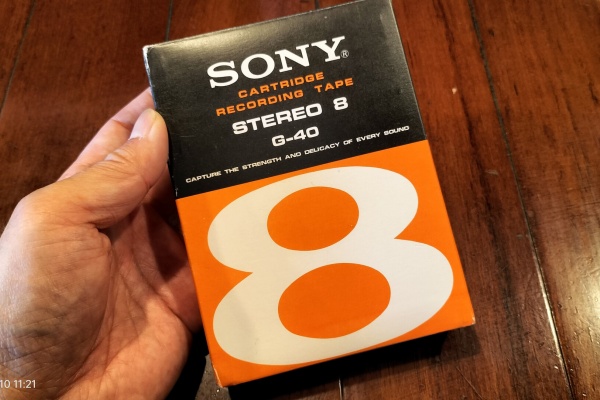 SONY®
CARTRIDGE
RECORDING TAPE
STEREO 8
G-40
CAPTURE THE STRENGTH AND DELICACY OF EVERY SOUND
8
10 11:21